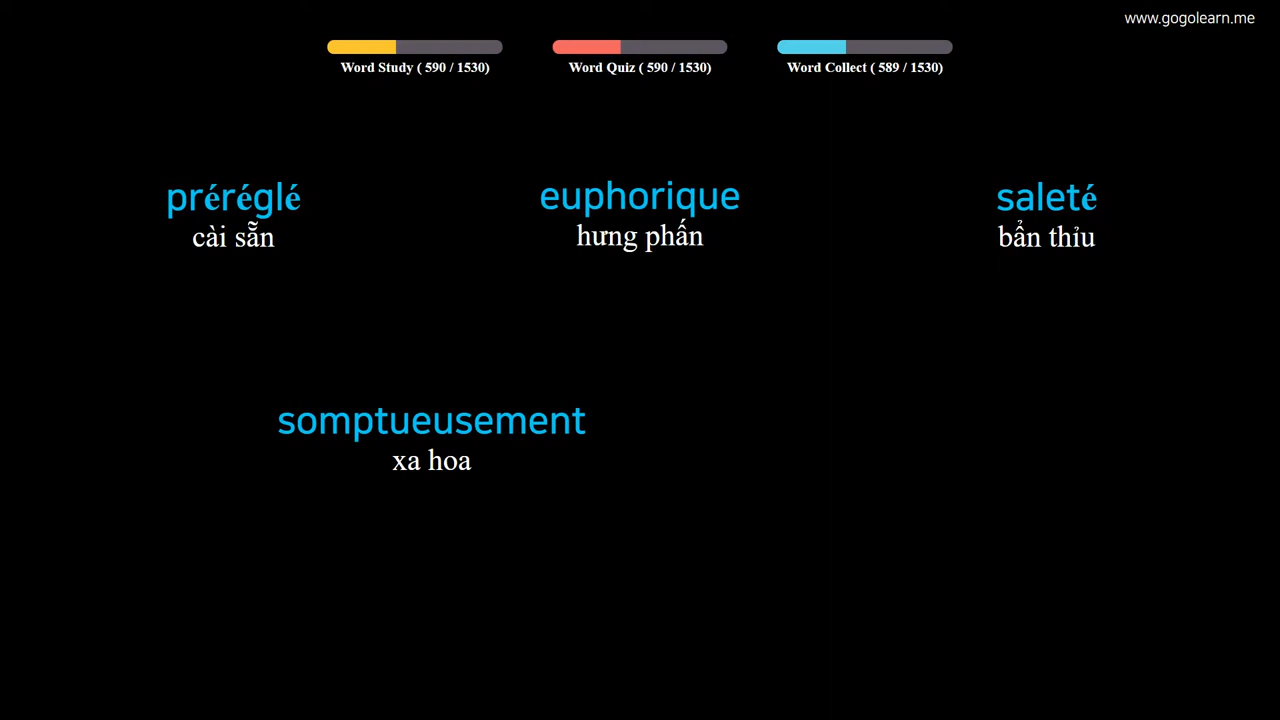 www.gogolearn.me
Word Study ( 590 / 1530)
Word Quiz ( 590 / 1530)
Word Collect ( 589 / 1530)
préréglé
cài sẵn
euphorique
hưng phấn
saleté
bẩn thỉu
somptueusement
xa hoa